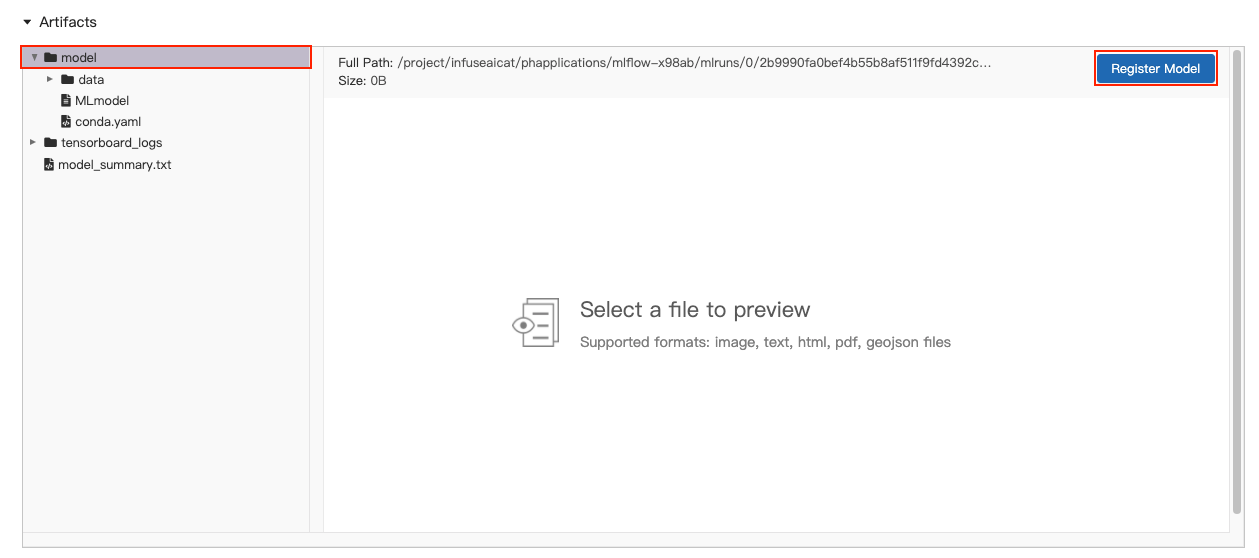 Artifacts
model
data
MLmodel
conda.yaml
tensorboard_logs
model_summary.txt
Full Path: /project/infuseaicat/phapplications/mlflow-x98ab/mlruns/0/2b9990fa0bef4b55b8af511f9fd4392c...
Size: 0B
Register Model
Select a file to preview
Supported formats: image, text, html, pdf, geojson files